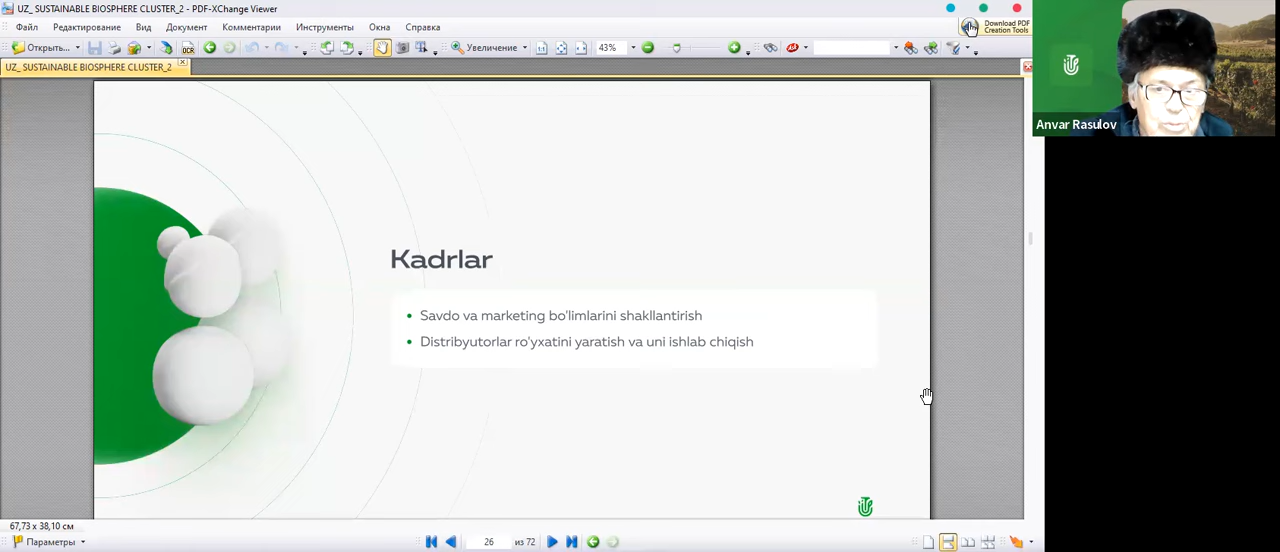 UZ_ SUSTAINABLE BIOSPHERE CLUSTER_2 - PDF-XChange Viewer
Файл Редактирование Вид Документ Комментарии Инструменты Окна Справка
Download PDF
Creation Tools
Открыть... OCR Увеличение 43%
UZ_ SUSTAINABLE BIOSPHERE CLUSTER_2
Anvar Rasulov
Kadrlar
• Savdo va marketing bo'limlarini shakllantirish
• Distribyutorlar ro'yxatini yaratish va uni ishlab chiqish
67,73 x 38,10 см
Параметры 26 из 72